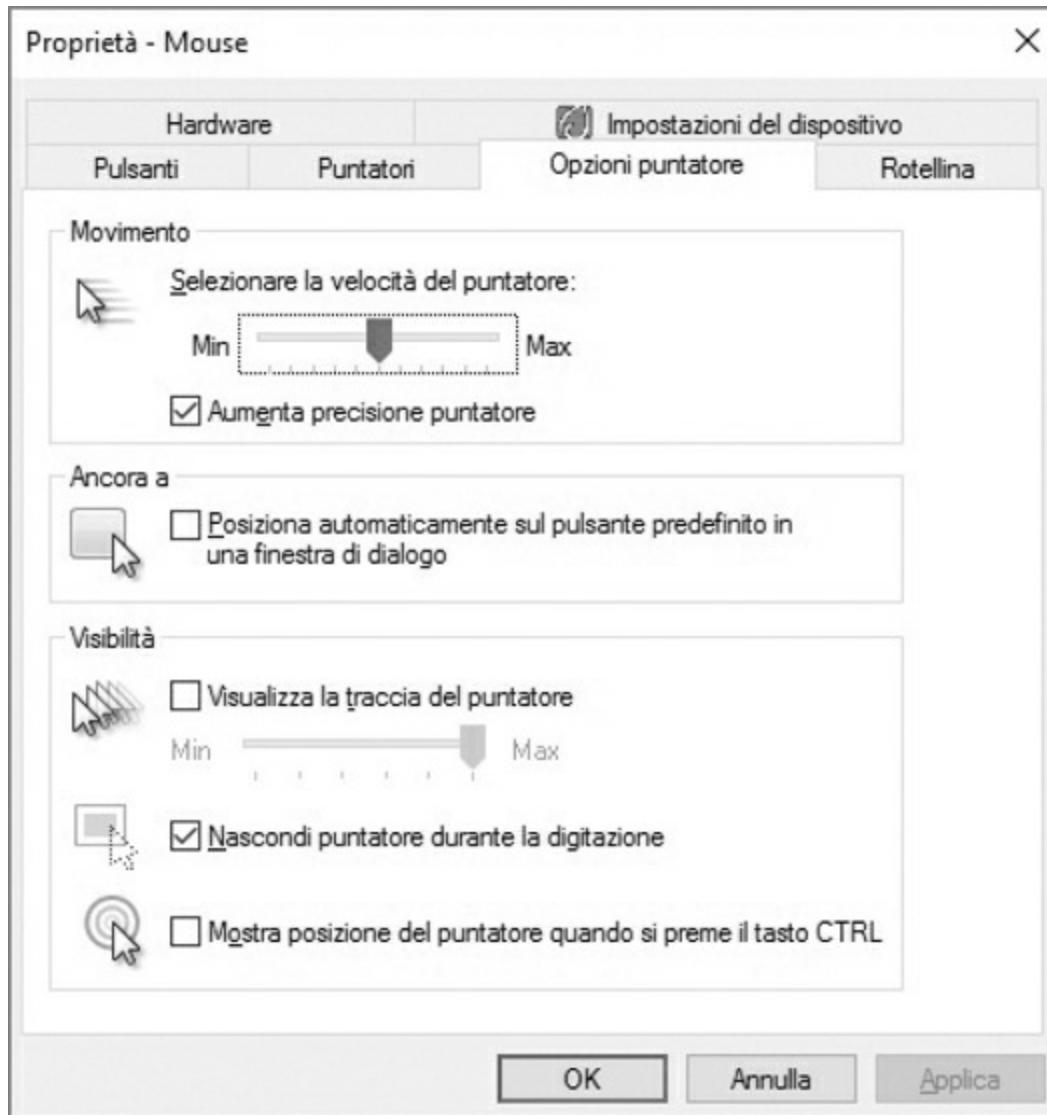 Proprietà - Mouse
Hardware
Impostazioni del dispositivo
Pulsanti
Puntatori
Opzioni puntatore
Rotellina
Movimento
Selezionare la velocità del puntatore:
Min
Max
Aumenta precisione puntatore
Ancora a
Posiziona automaticamente sul pulsante predefinito in
una finestra di dialogo
Visibilità
Visualizza la traccia del puntatore
Min
Max
Nascondi puntatore durante la digitazione
Mostra posizione del puntatore quando si preme il tasto CTRL
OK
Annulla
Applica